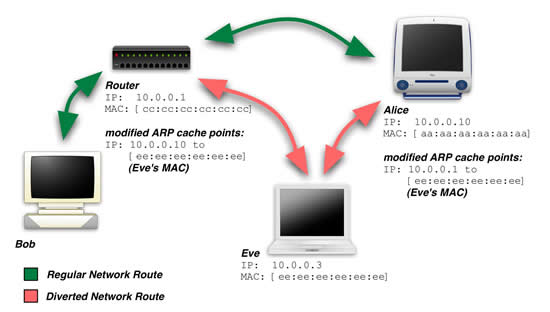 Router
IP: 10.0.0.1
MAC: [ cc:cc:cc:cc:cc:cc]
modified ARP cache points:
IP: 10.0.0.10 to
[ ee:ee:ee:ee:ee:ee]
(Eve's MAC)
Alice
IP: 10.0.0.10
MAC: [ aa:aa:aa:aa:aa:aa]
modified ARP cache points:
IP: 10.0.0.1 to
[ ee:ee:ee:ee:ee:ee]
(Eve's MAC)
Bob
Eve
IP: 10.0.0.3
MAC: [ ee:ee:ee:ee:ee:ee]
Regular Network Route
Diverted Network Route